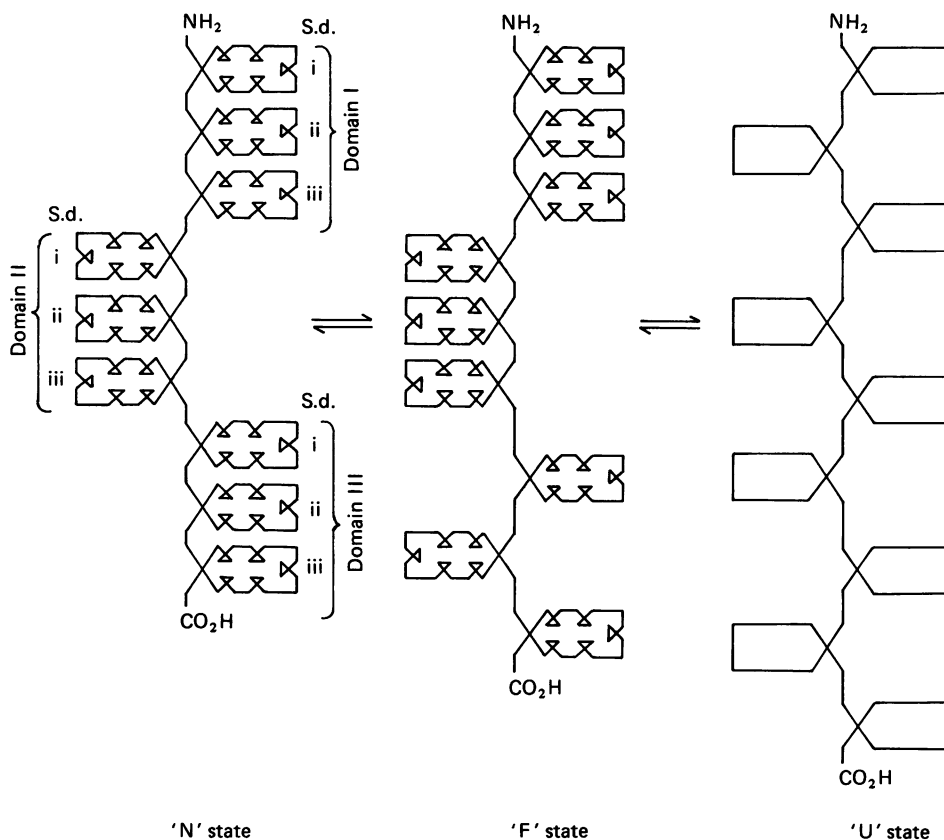 NH2
S.d.
i
ii
iii
Domain I
S.d.
i
ii
iii
Domain II
S.d.
i
ii
iii
Domain III
CO2H
'N' state
NH2
CO2H
'F' state
NH2
CO2H
'U' state